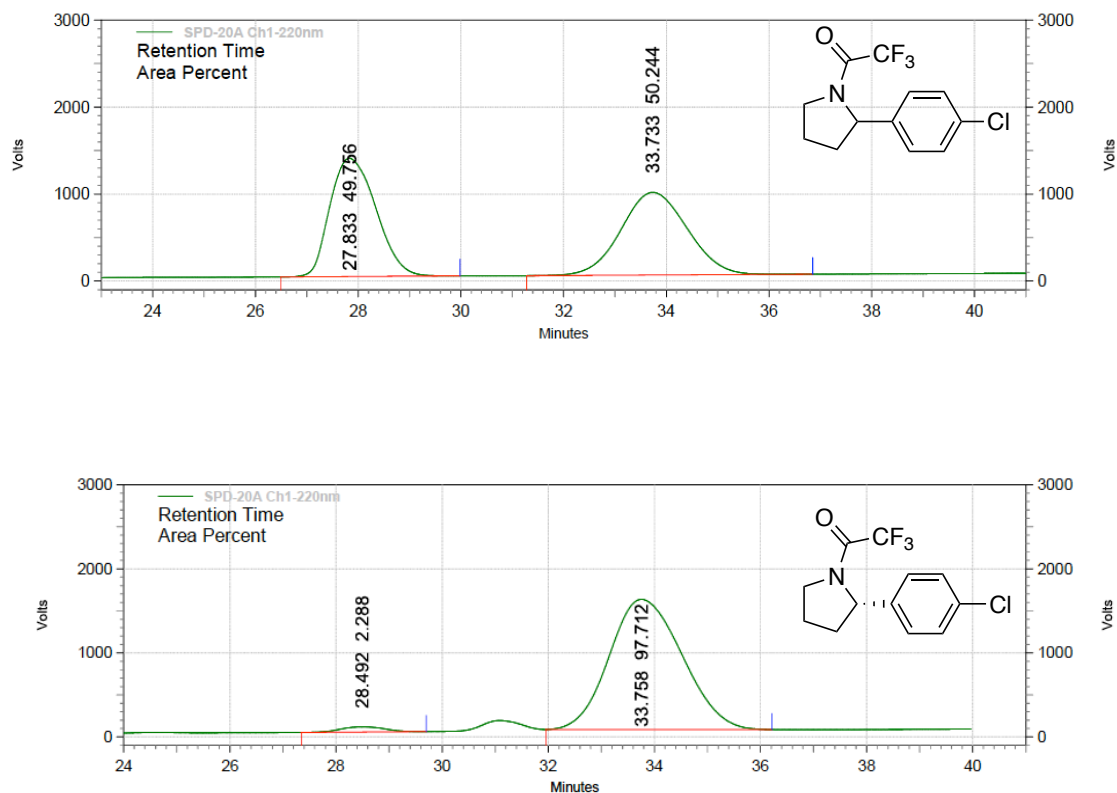 3000
3000
SPD-20A Ch1-220nm
Retention Time
Area Percent
27.833 49.756
33.733 50.244
O
CF3
N
Cl
2000
2000
Volts
Volts
1000
1000
0
0
24 26 28 30 32 34 36 38 40
Minutes
3000
3000
SPD-20A Ch1-220nm
Retention Time
Area Percent
28.492 2.288
33.758 97.712
O
CF3
N
Cl
2000
2000
Volts
Volts
1000
1000
0
0
24 26 28 30 32 34 36 38 40
Minutes